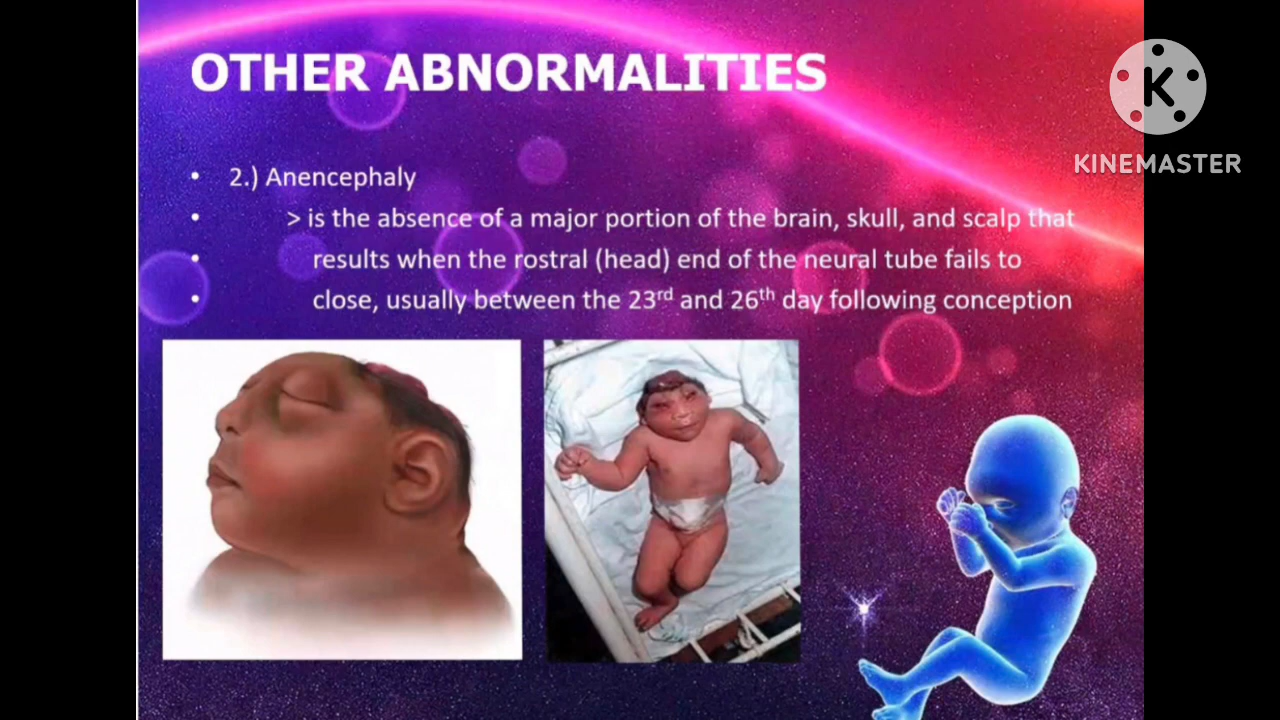 OTHER ABNORMALITIES
K
KINEMASTER
• 2.) Anencephaly
• > is the absence of a major portion of the brain, skull, and scalp that
• results when the rostral (head) end of the neural tube fails to
• close, usually between the 23rd and 26th day following conception